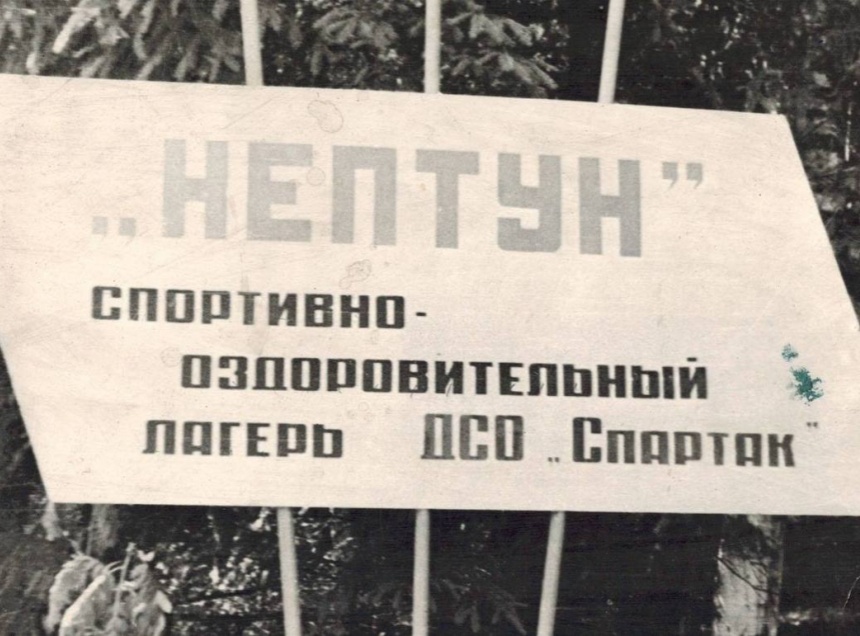 „НЕПТУН”
СПОРТИВНО-
ОЗДОРОВИТЕЛЬНЫЙ
ЛАГЕРЬ ДСО „Спартак"